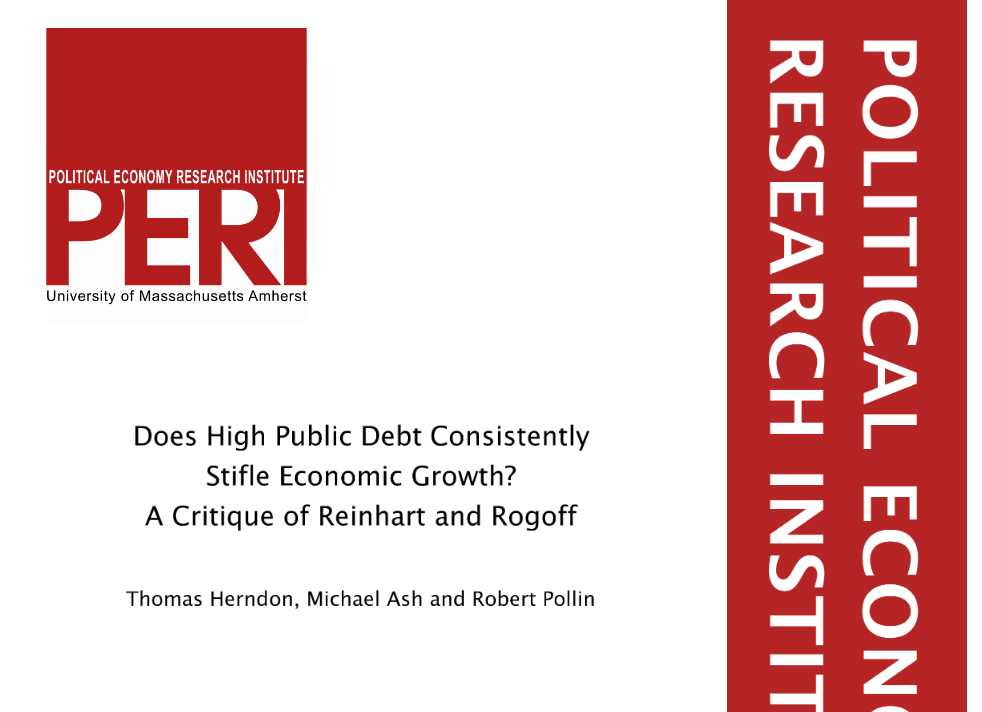 POLITICAL ECONOMY RESEARCH INSTITUTE
PERI
University of Massachusetts Amherst
Does High Public Debt Consistently
Stifle Economic Growth?
A Critique of Reinhart and Rogoff
Thomas Herndon, Michael Ash and Robert Pollin
POLITICAL ECON
RESEARCH INSTIT